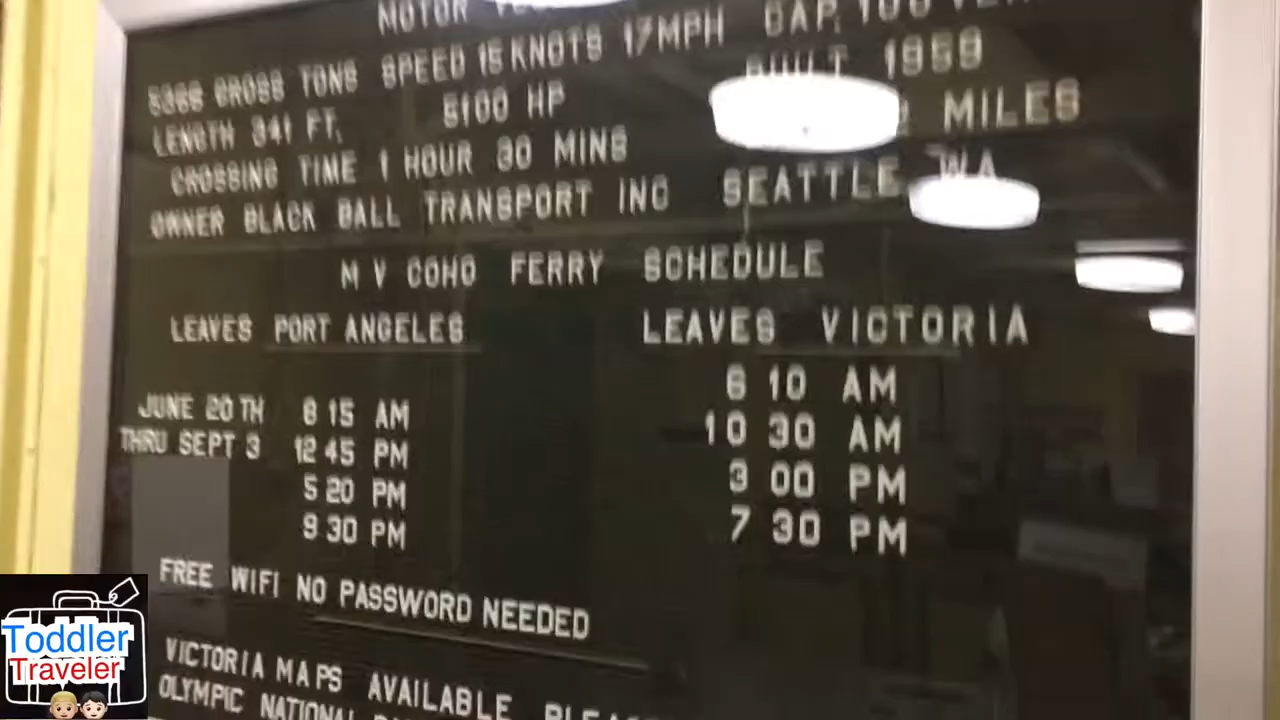 MOTOR
5366 GROSS TONS SPEED 15 KNOTS 17 MPH CAP. 100
LENGTH 341 FT. 5100 HP BUILT 1959
CROSSING TIME 1 HOUR 30 MINS MILES
OWNER BLACK BALL TRANSPORT INC SEATTLE WA
M V COHO FERRY SCHEDULE
LEAVES PORT ANGELES LEAVES VICTORIA
6 10 AM
JUNE 20 TH 8 15 AM 10 30 AM
THRU SEPT 3 12 45 PM 3 00 PM
5 20 PM 7 30 PM
9 30 PM
FREE WIFI NO PASSWORD NEEDED
VICTORIA MAPS AVAILABLE
OLYMPIC NATIONAL
Toddler
Traveler